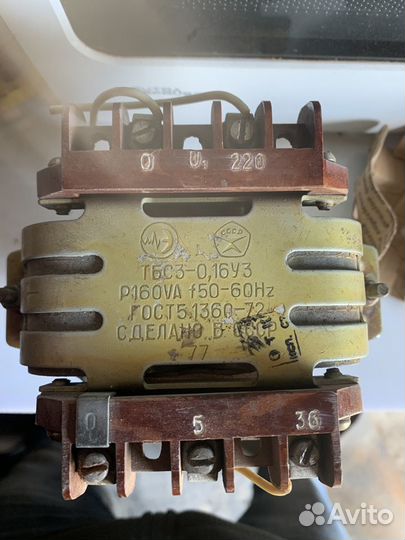 0 U₁ 220
СССР
ТБС3-0,16У3
P160VA f50-60Hz
ГОСТ5.1360-72
СДЕЛАНО В
77
0 5 36
Avito